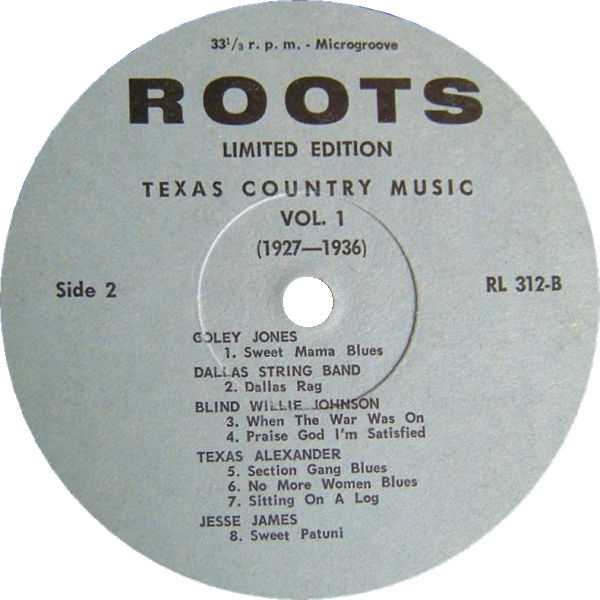 33 1/3 r. p. m. - Microgroove
ROOTS
LIMITED EDITION
TEXAS COUNTRY MUSIC
VOL. 1
(1927—1936)
Side 2
RL 312-B
COLEY JONES
1. Sweet Mama Blues
DALLAS STRING BAND
2. Dallas Rag
BLIND WILLIE JOHNSON
3. When The War Was On
4. Praise God I'm Satisfied
TEXAS ALEXANDER
5. Section Gang Blues
6. No More Women Blues
7. Sitting On A Log
JESSE JAMES
8. Sweet Patuni